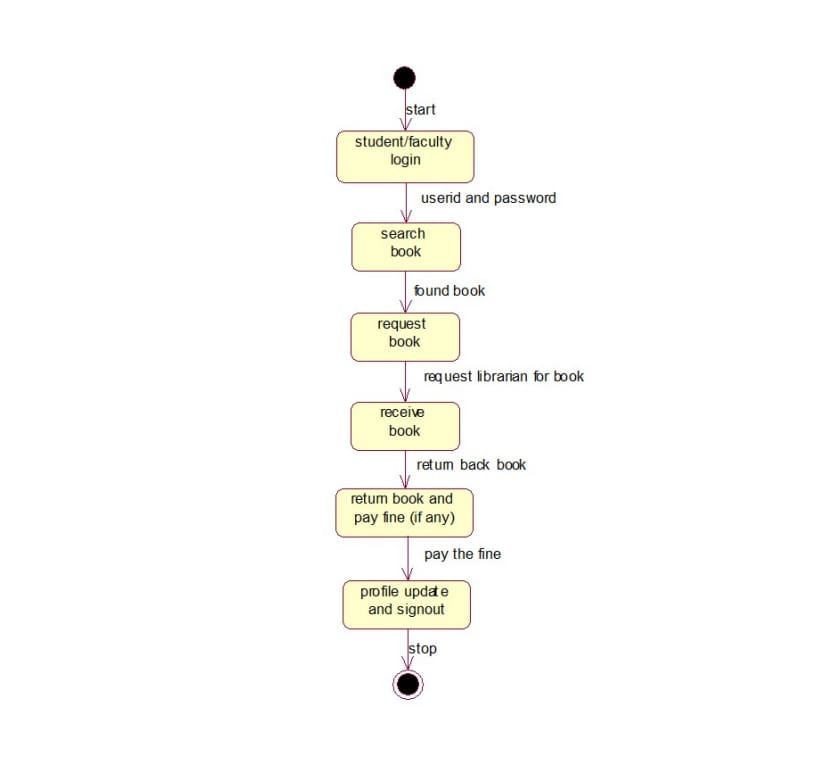 start
student/faculty
login
userid and password
search
book
found book
request
book
request librarian for book
receive
book
return back book
return book and
pay fine (if any)
pay the fine
profile update
and signout
stop